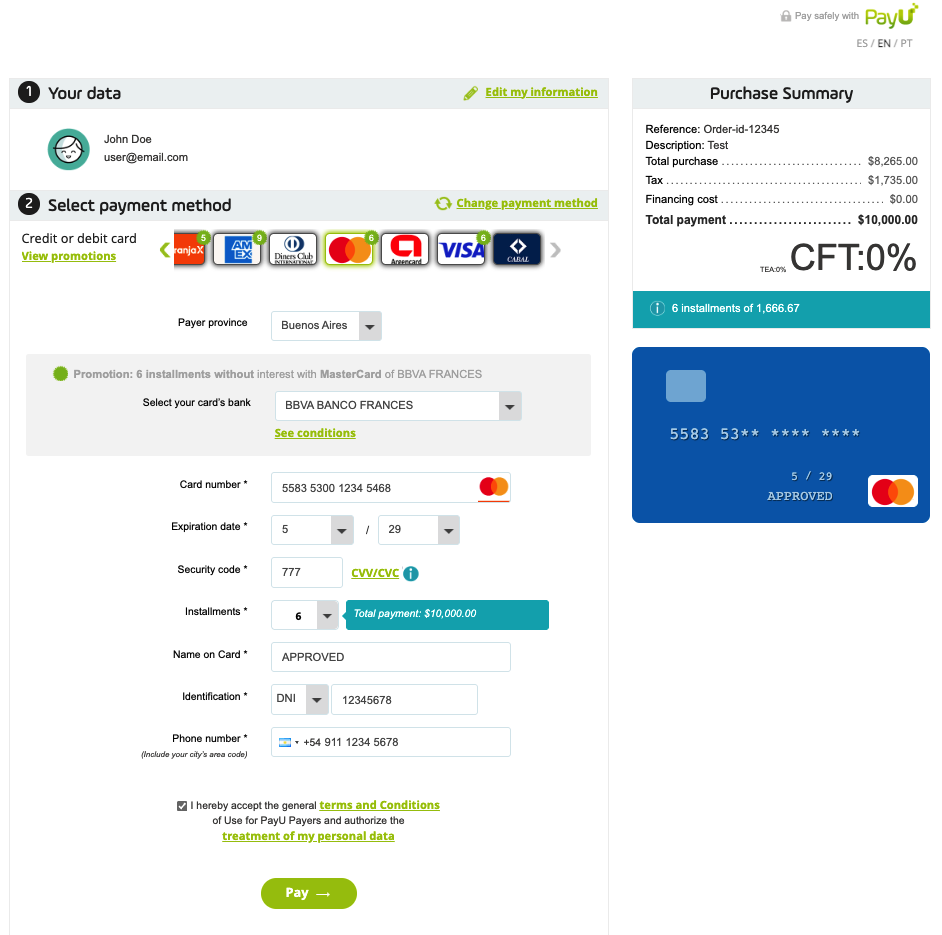 Pay safely with PayU
ES / EN / PT
1 Your data
Edit my information
John Doe
user@email.com
2 Select payment method
Change payment method
Credit or debit card
View promotions
ranjaX 5
AM EX 9
Diners Club INTERNATIONAL
6
Argencard
VISA 6
CABAL
Payer province
Buenos Aires
Promotion: 6 installments without interest with MasterCard of BBVA FRANCES
Select your card's bank
BBVA BANCO FRANCES
See conditions
Card number *
5583 5300 1234 5468
Expiration date *
5 / 29
Security code *
777
CVV/CVC i
Installments *
6
Total payment: $10,000.00
Name on Card *
APPROVED
Identification *
DNI
12345678
Phone number *
(Include your city's area code)
+54 911 1234 5678
I hereby accept the general terms and Conditions
of Use for PayU Payers and authorize the
treatment of my personal data
Pay →
Purchase Summary
Reference: Order-id-12345
Description: Test
Total purchase ............................ $8,265.00
Tax ....................................... $1,735.00
Financing cost ................................. $0.00
Total payment ...................... $10,000.00
TEA:0% CFT:0%
i 6 installments of 1,666.67
5583 53** **** ****
5 / 29
APPROVED